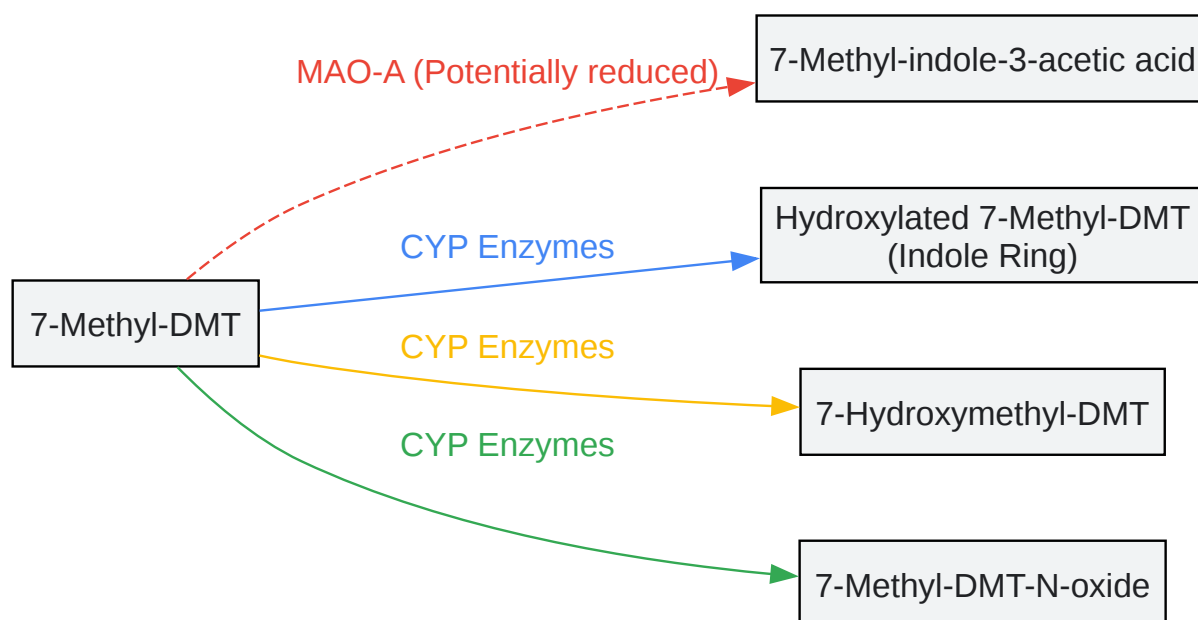 MAO-A (Potentially reduced)
7-Methyl-indole-3-acetic acid
CYP Enzymes
Hydroxylated 7-Methyl-DMT
(Indole Ring)
7-Methyl-DMT
CYP Enzymes
7-Hydroxymethyl-DMT
CYP Enzymes
7-Methyl-DMT-N-oxide